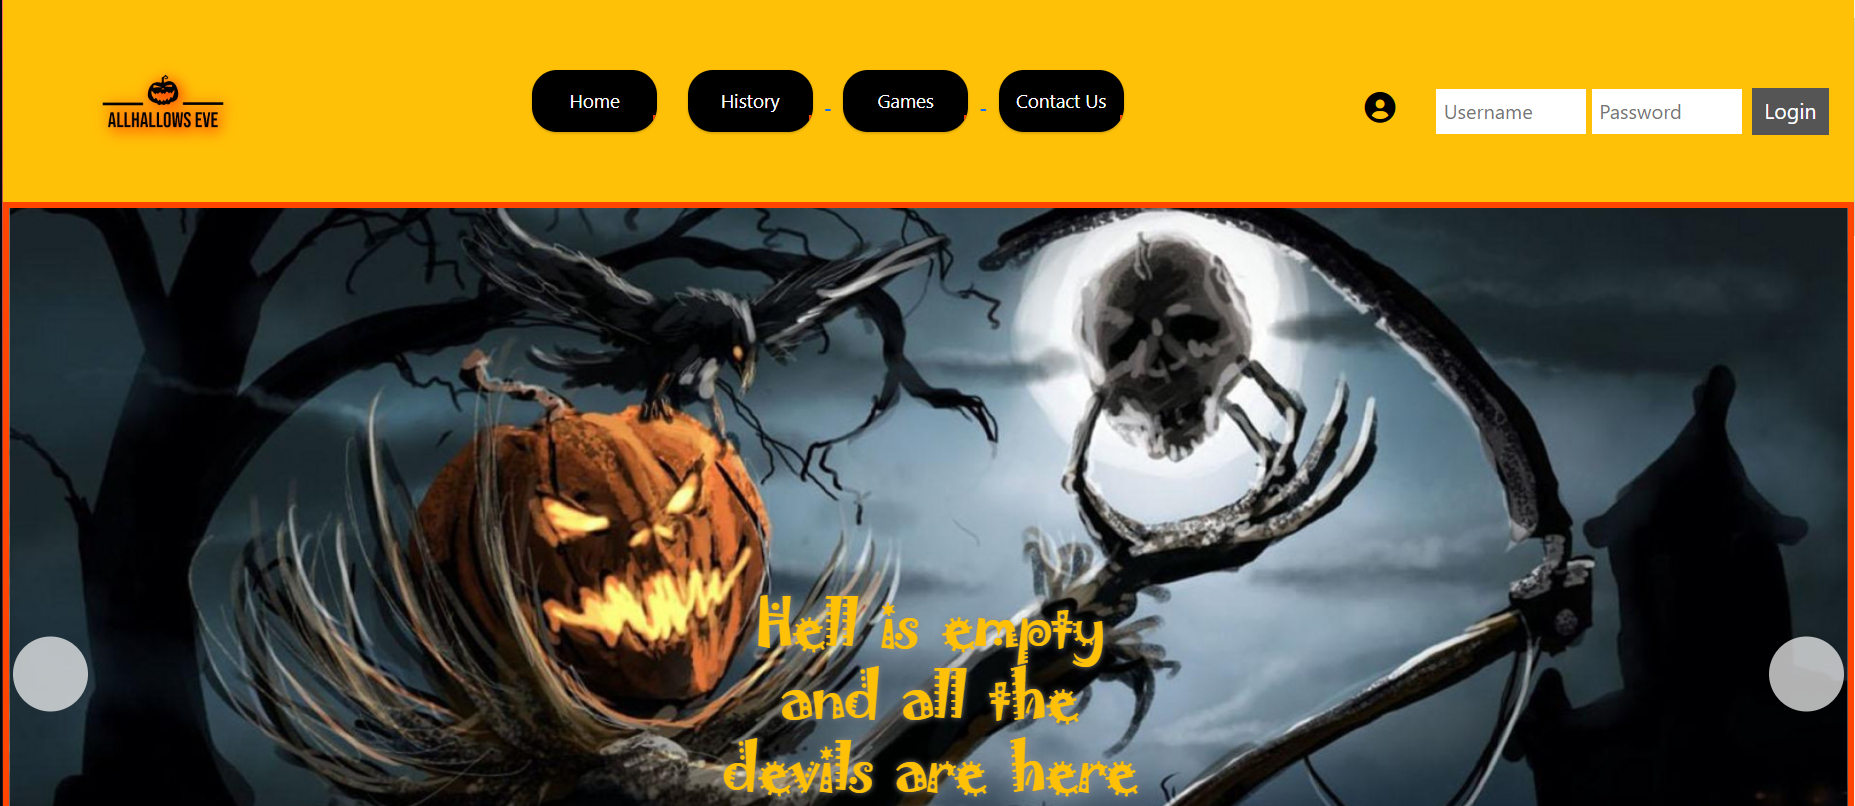 ALLHALLOWS EVE
Home
History
Games
Contact Us
Username
Password
Login
Hell is empty
and all the
devils are here